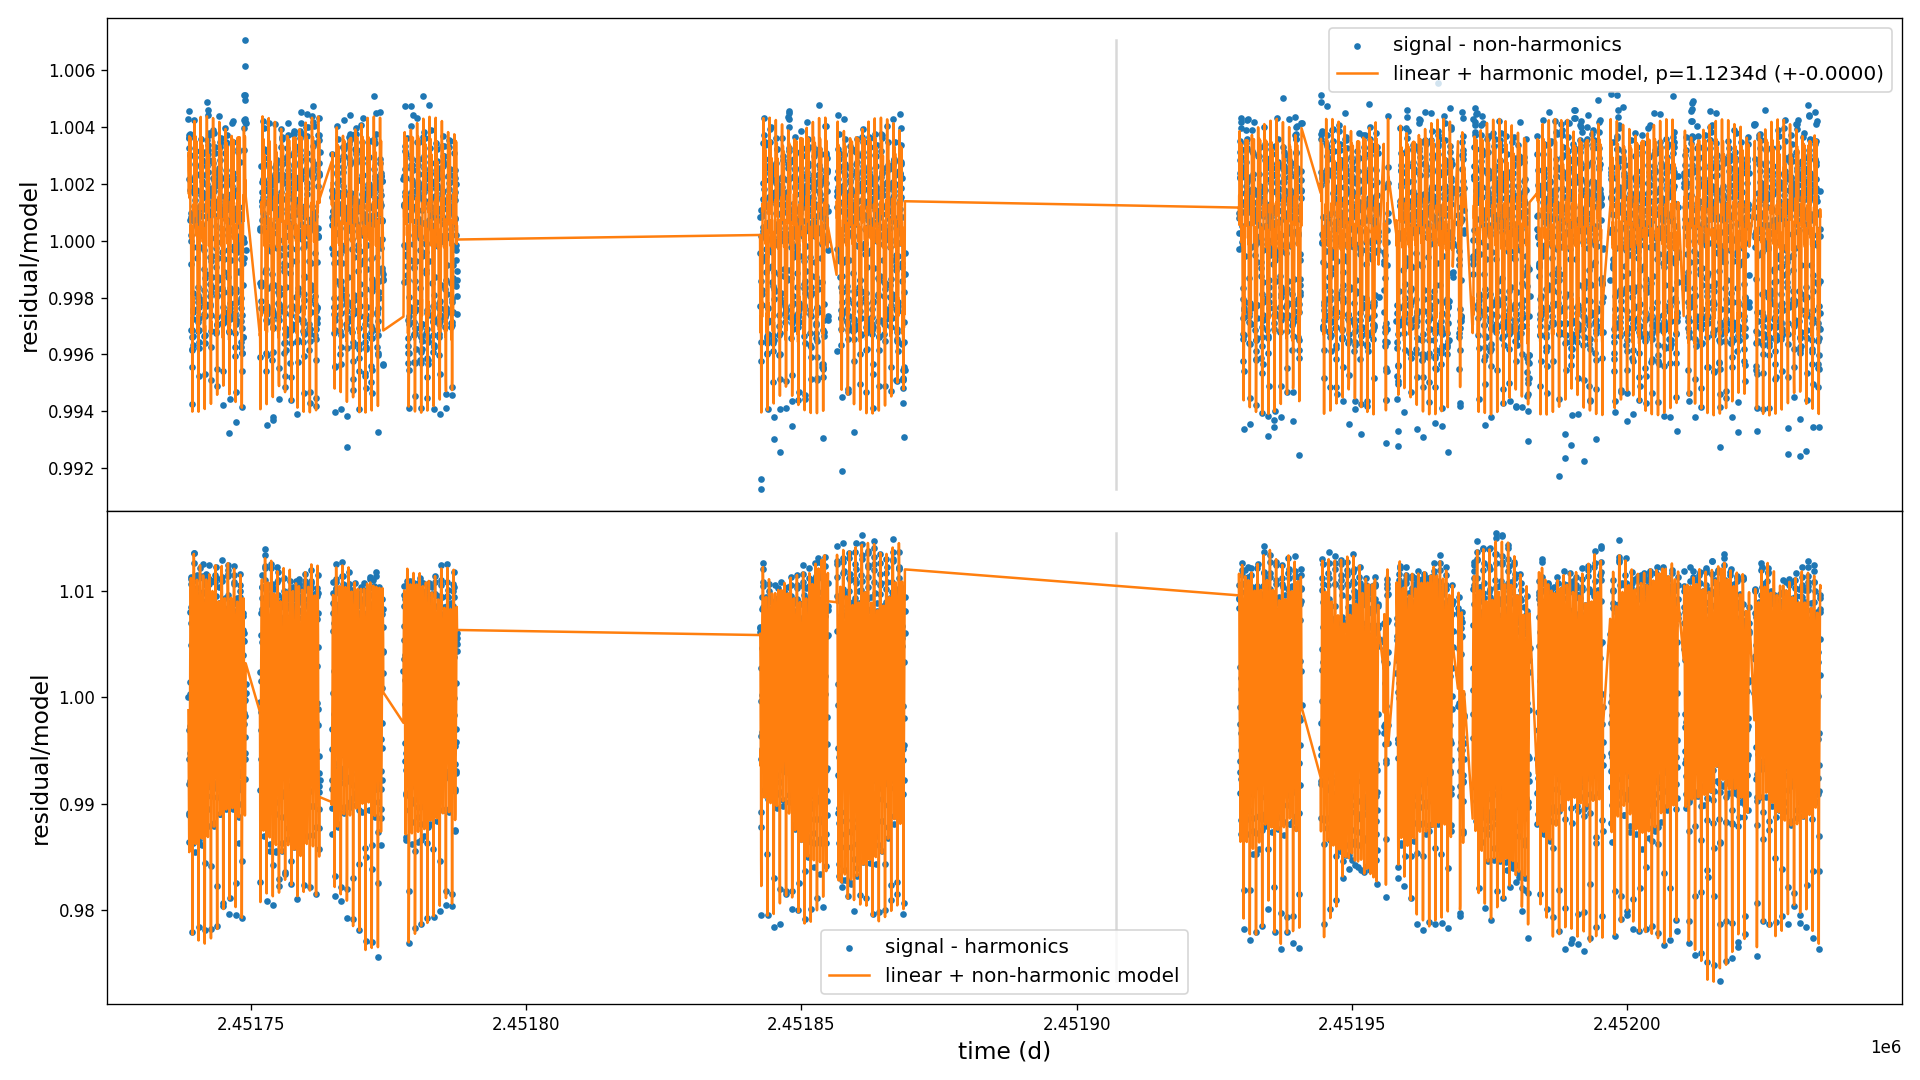 residual/model
1.006
1.004
1.002
1.000
0.998
0.996
0.994
0.992
signal - non-harmonics
linear + harmonic model, p=1.1234d (+-0.0000)
residual/model
1.01
1.00
0.99
0.98
signal - harmonics
linear + non-harmonic model
2.45175
2.45180
2.45185
2.45190
2.45195
2.45200
1e6
time (d)